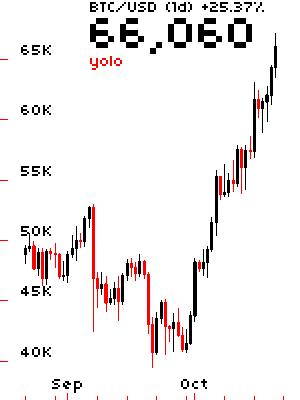 BTC/USD (1d) +25.37%
66,060
yolo
65K
60K
55K
50K
45K
40K
Sep Oct